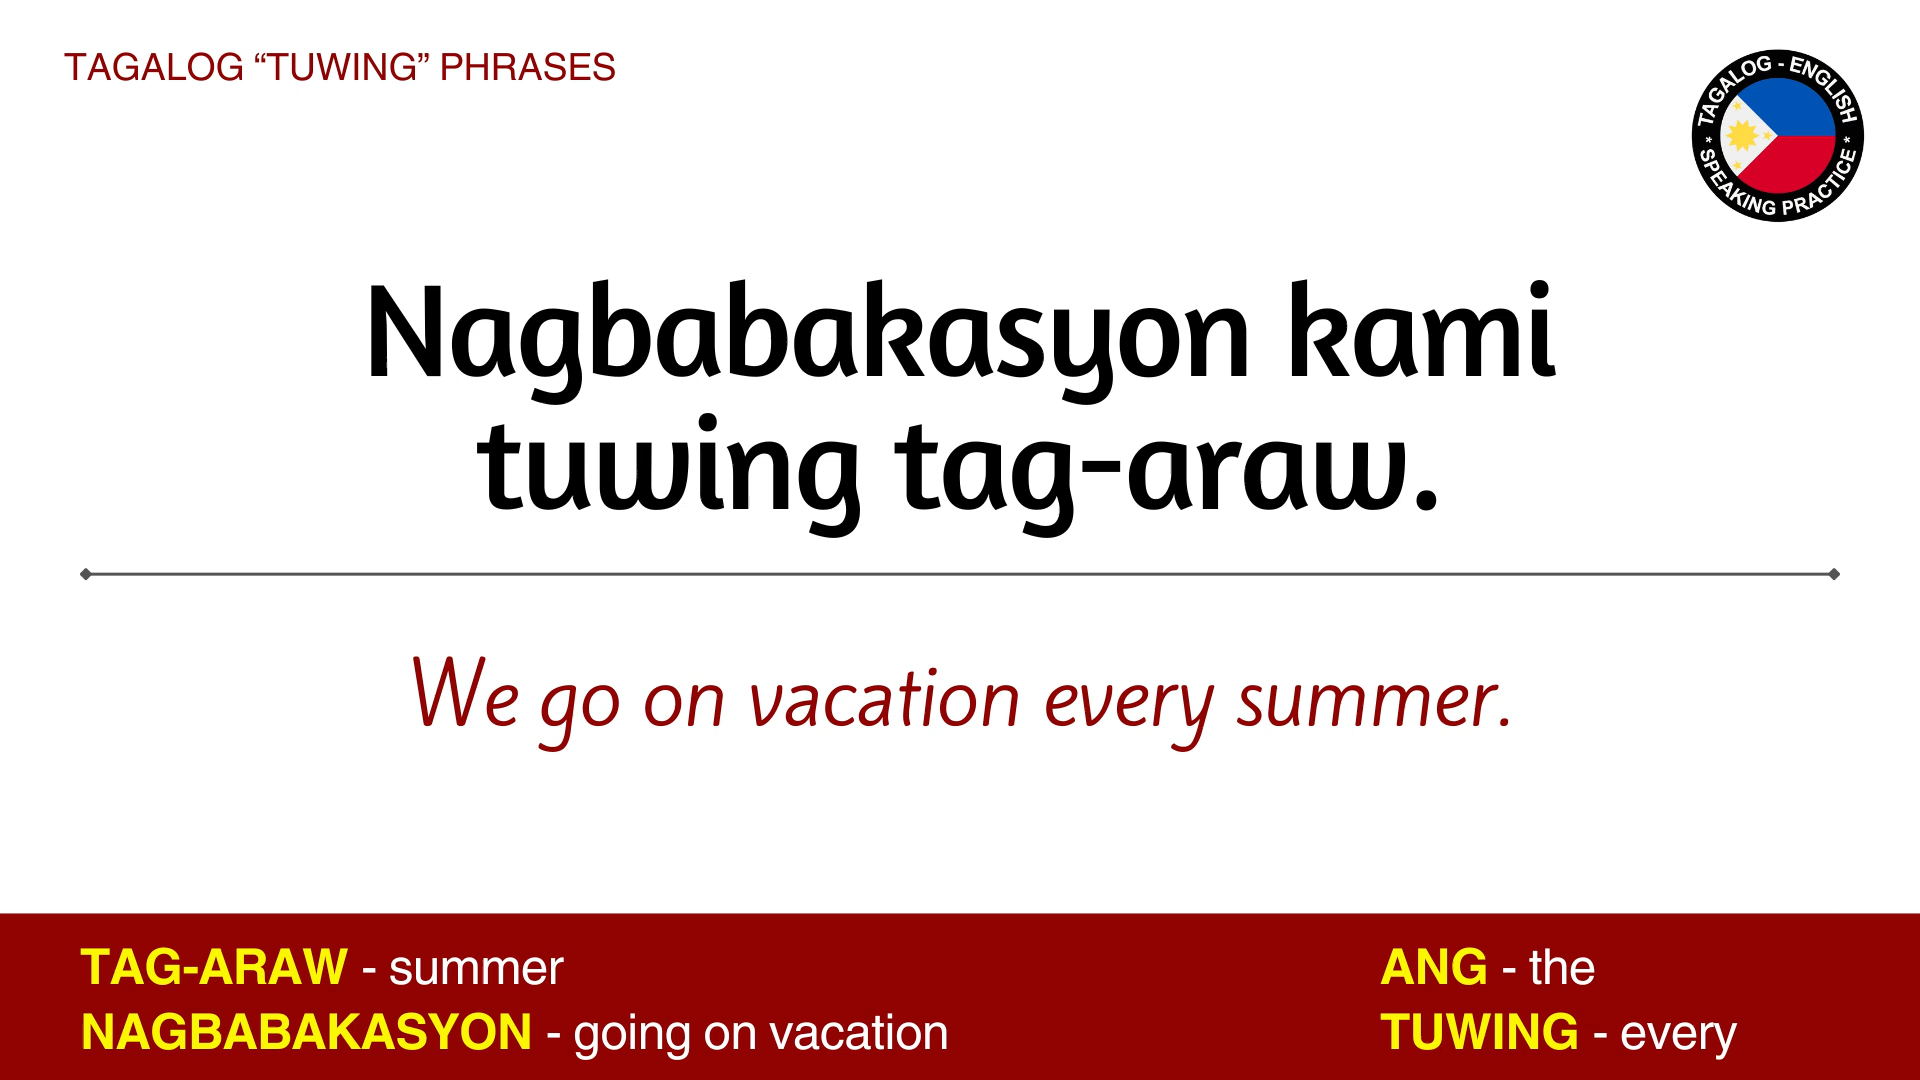 TAGALOG “TUWING” PHRASES
TAGALOG - ENGLISH
* SPEAKING PRACTICE *
Nagbabakasyon kami
tuwing tag-araw.
We go on vacation every summer.
TAG-ARAW - summer
NAGBABAKASYON - going on vacation
ANG - the
TUWING - every